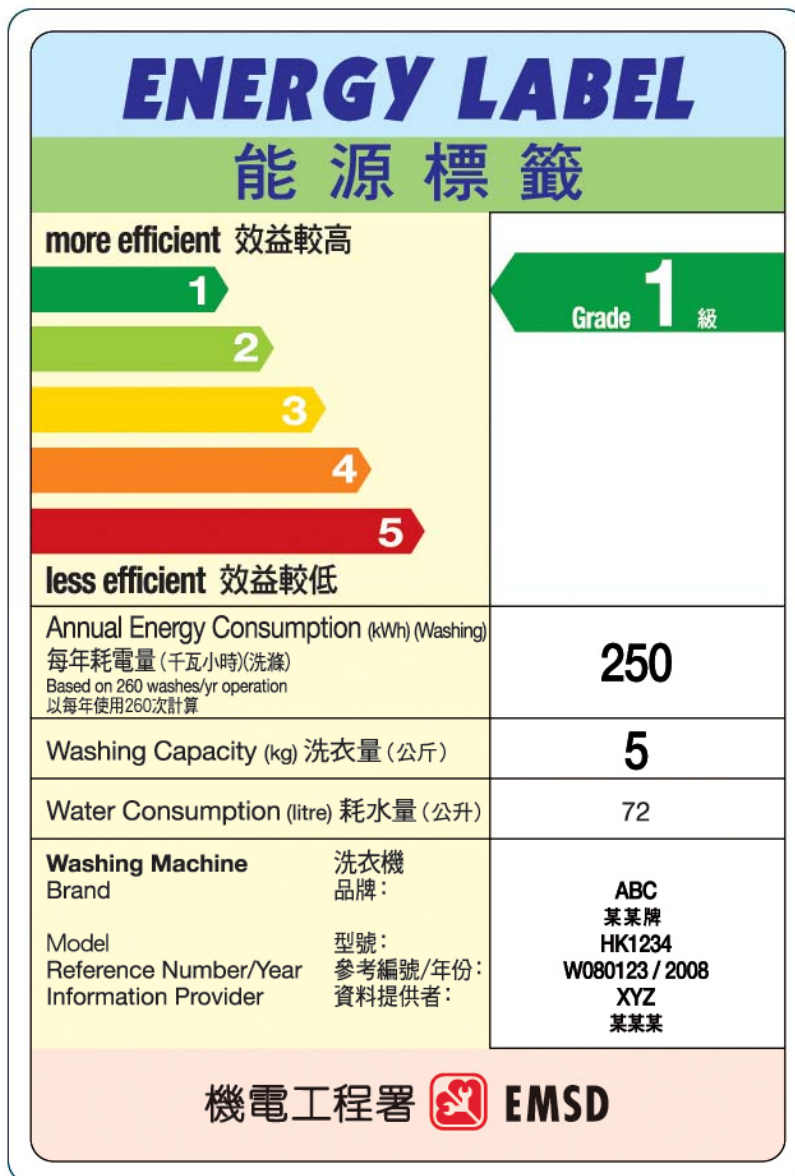 ENERGY LABEL
能源標籤
more efficient 效益較高
1
2
3
4
5
less efficient 效益較低
Grade 1 級
Annual Energy Consumption (kWh) (Washing)
每年耗電量 (千瓦小時)(洗滌)
Based on 260 washes/yr operation
以每年使用260次計算
250
Washing Capacity (kg) 洗衣量 (公斤)
5
Water Consumption (litre) 耗水量 (公升)
72
Washing Machine 洗衣機
Brand 品牌: ABC
某某牌
Model 型號: HK1234
Reference Number/Year 參考編號/年份: W080123 / 2008
Information Provider 資料提供者: XYZ
某某某
機電工程署 EMSD